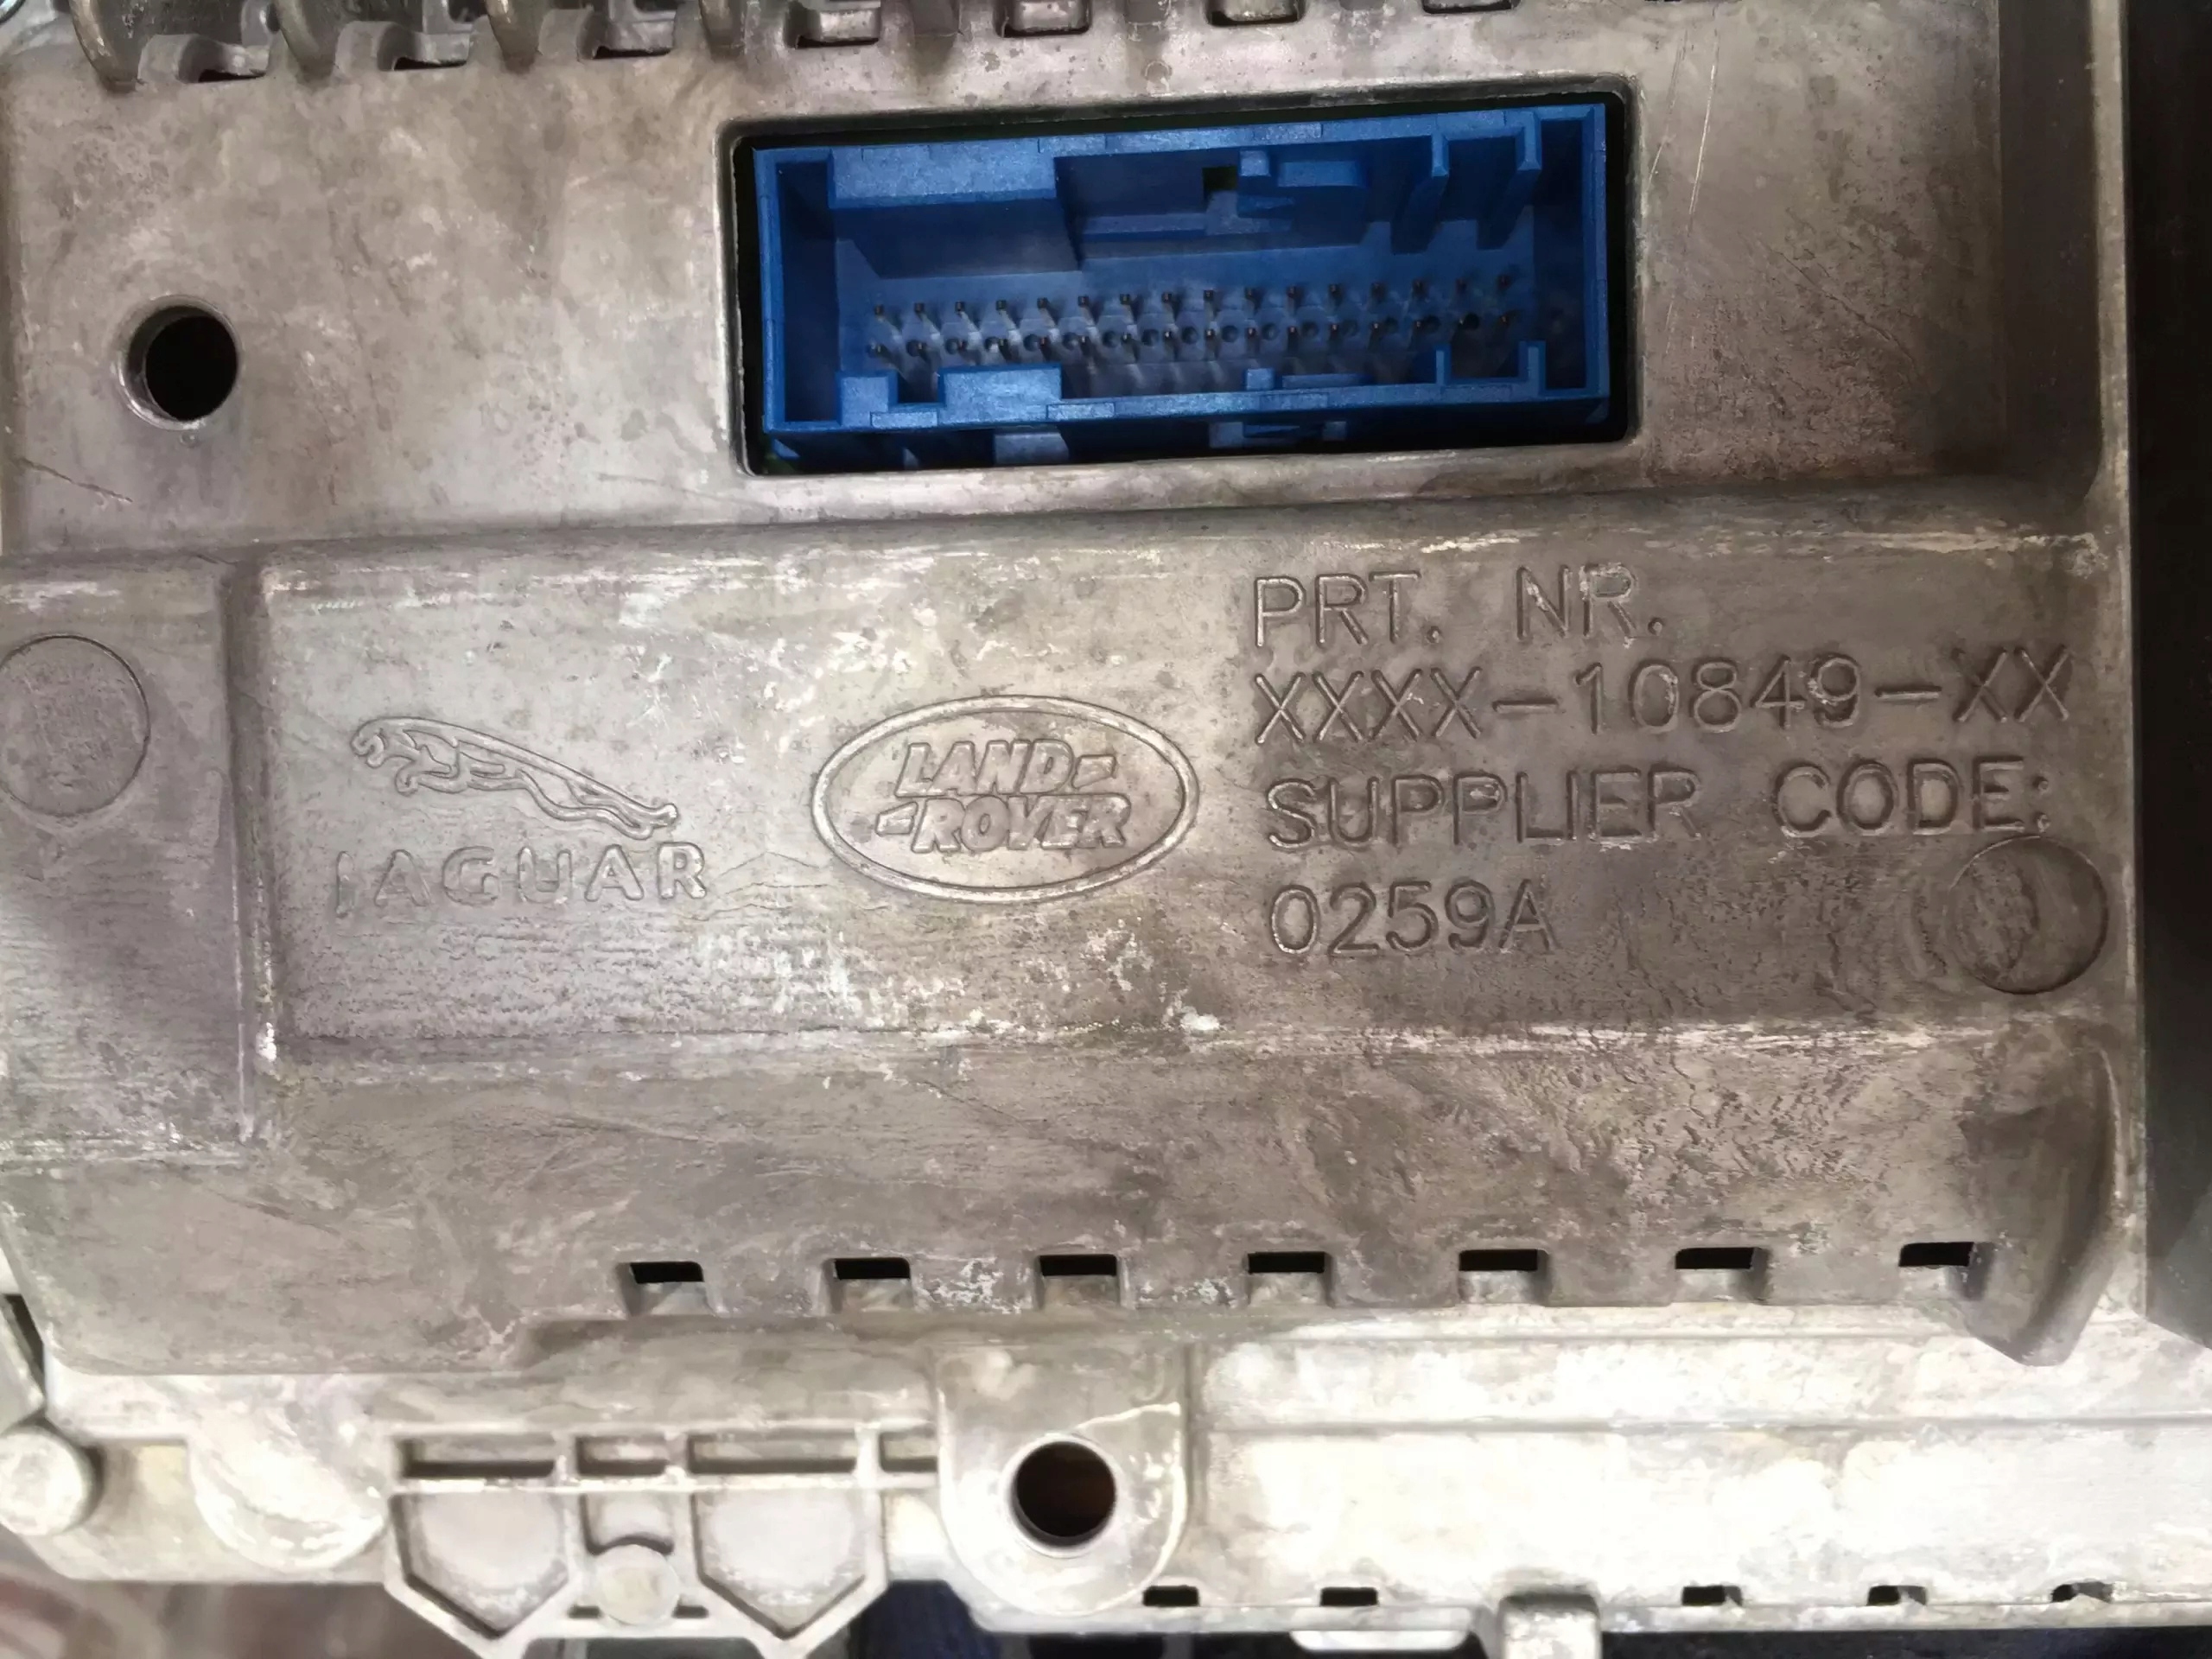 PRT. NR.
XXXX-10849-XX
SUPPLIER CODE:
0259A
JAGUAR
LAND-
-ROVER